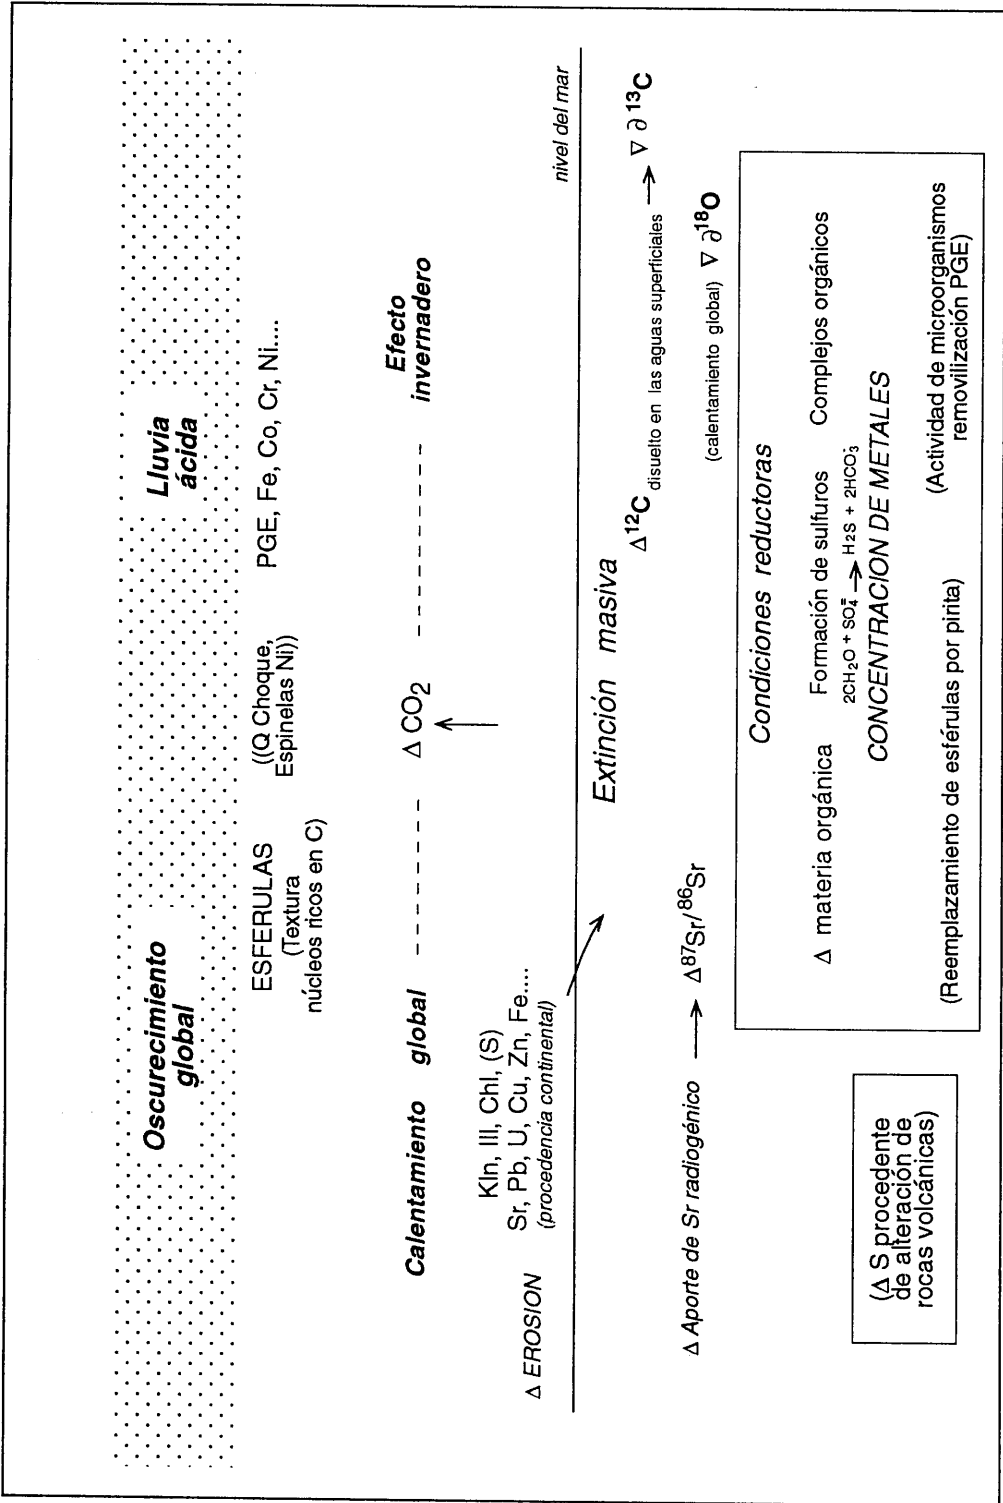 Oscurecimiento
global
Lluvia
ácida
ESFERULAS
(Textura
núcleos ricos en C)
((Q Choque,
Espinelas Ni))
PGE, Fe, Co, Cr, Ni....
Calentamiento global ------- Δ CO₂ ------- Efecto
invernadero
Δ EROSION
Kln, Ill, Chl, (S)
Sr, Pb, U, Cu, Zn, Fe....
(procedencia continental)
nivel del mar
Extinción masiva
Δ¹²C disuelto en las aguas superficiales → ∇ ∂ ¹³C
Δ Aporte de Sr radiogénico → Δ⁸⁷Sr/⁸⁶Sr
(calentamiento global) ∇ ∂¹⁸O
Condiciones reductoras
Δ materia orgánica
Formación de sulfuros
Complejos orgánicos
2CH₂O + SO₄⁼ → H₂S + 2HCO₃⁻
CONCENTRACION DE METALES
(Reemplazamiento de esférulas por pirita)
(Actividad de microorganismos
removilización PGE)
(Δ S procedente
de alteración de
rocas volcánicas)